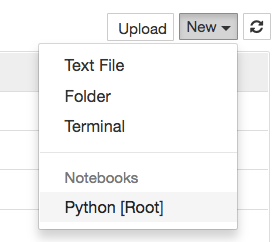 Upload New
Text File
Folder
Terminal
Notebooks
Python [Root]